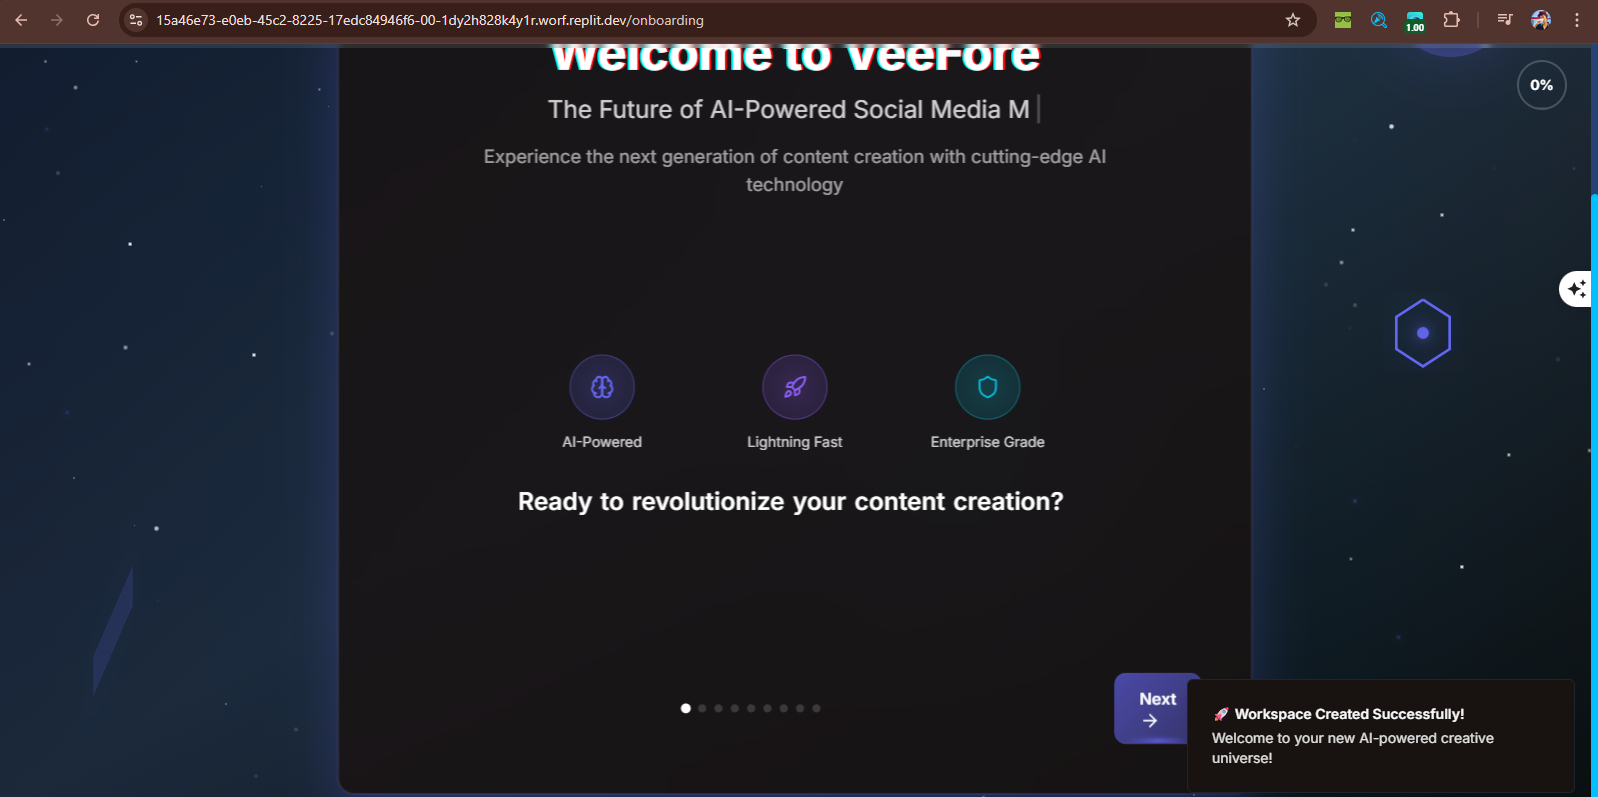 15a46e73-e0eb-45c2-8225-17edc84946f6-00-1dy2h828k4y1r.worf.replit.dev/onboarding
1.00
Welcome to VeeFore
0%
The Future of AI-Powered Social Media M
Experience the next generation of content creation with cutting-edge AI
technology
AI-Powered
Lightning Fast
Enterprise Grade
Ready to revolutionize your content creation?
Next
🚀 Workspace Created Successfully!
Welcome to your new AI-powered creative
universe!